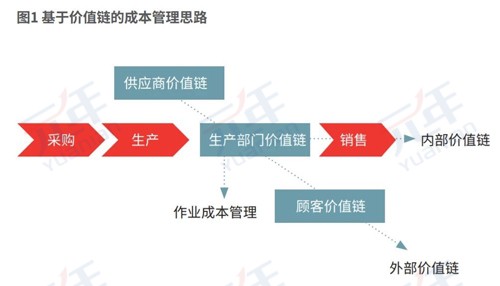 图1 基于价值链的成本管理思路
供应商价值链
采购
生产
生产部门价值链
销售
内部价值链
作业成本管理
顾客价值链
外部价值链